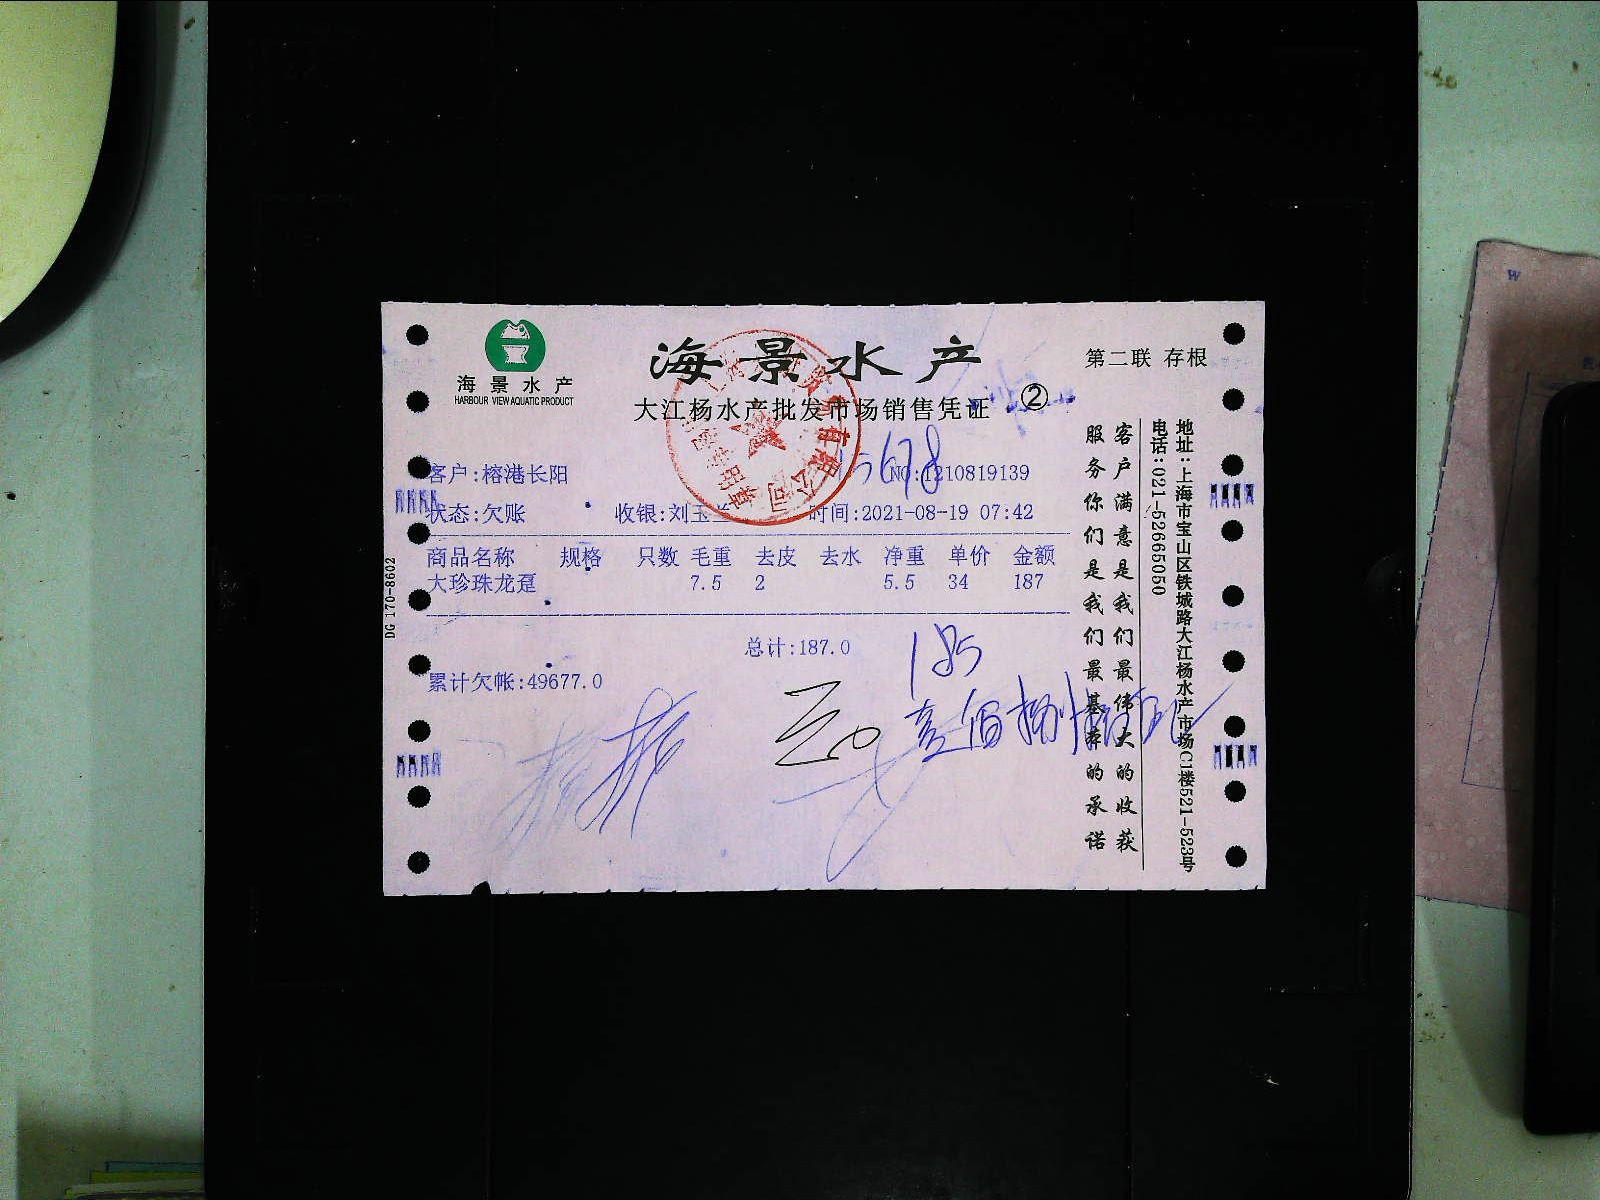 海景水产
HARBOUR VIEW AQUATIC PRODUCT
海景水产
大江杨水产批发市场销售凭证 ②
第二联 存根
客户:榕港长阳
NO:1210819139
状态:欠账 收银:刘玉 时间:2021-08-19 07:42
商品名称 规格 只数 毛重 去皮 去水 净重 单价 金额
大珍珠龙趸 7.5 2 5.5 34 187
总计:187.0
185
累计欠帐:49677.0
壹佰捌拾伍元
客户满意是我们最伟大的收获
服务你们是我们最基本的承诺
地址:上海市宝山区铁城路大江杨水产市场C1楼521-523号
电话:021-52665050
DG 170-8602